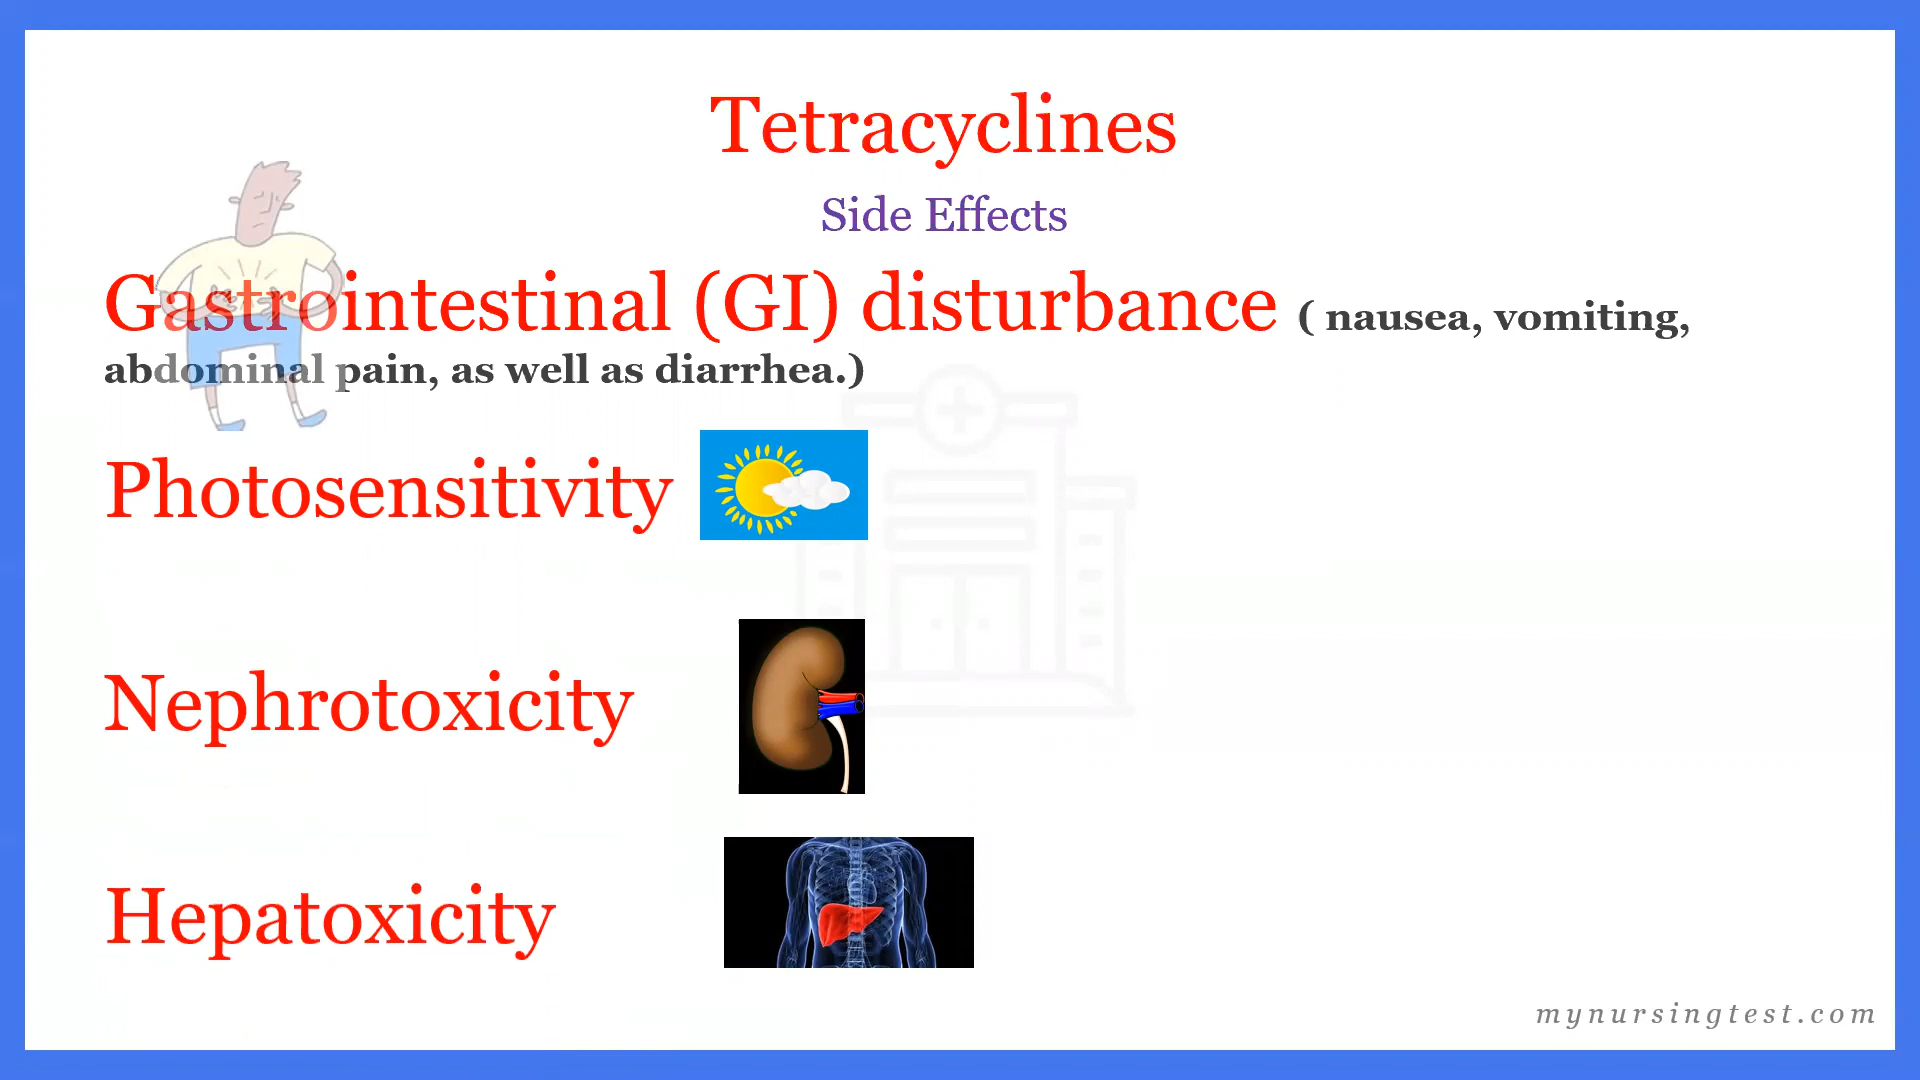 Tetracyclines
Side Effects
Gastrointestinal (GI) disturbance ( nausea, vomiting,
abdominal pain, as well as diarrhea.)
Photosensitivity
Nephrotoxicity
Hepatoxicity
mynursingtest.com